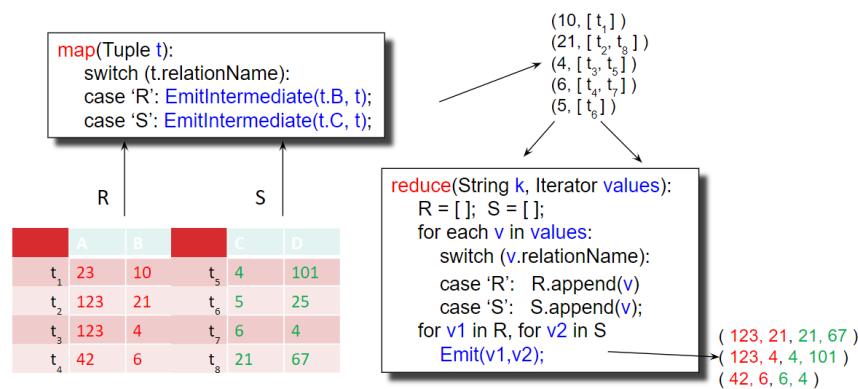 map(Tuple t):
switch (t.relationName):
case ‘R’: EmitIntermediate(t.B, t);
case ‘S’: EmitIntermediate(t.C, t);
(10, [ t1 ])
(21, [ t2, t8 ])
(4, [ t3, t5 ])
(6, [ t4, t7 ])
(5, [ t6 ])
R
S
A B C D
t1 23 10 t5 4 101
t2 123 21 t6 5 25
t3 123 4 t7 6 4
t4 42 6 t8 21 67
reduce(String k, Iterator values):
R = [ ]; S = [ ];
for each v in values:
switch (v.relationName):
case ‘R’: R.append(v)
case ‘S’: S.append(v);
for v1 in R, for v2 in S
Emit(v1,v2);
( 123, 21, 21, 67 )
( 123, 4, 4, 101 )
( 42, 6, 6, 4 )